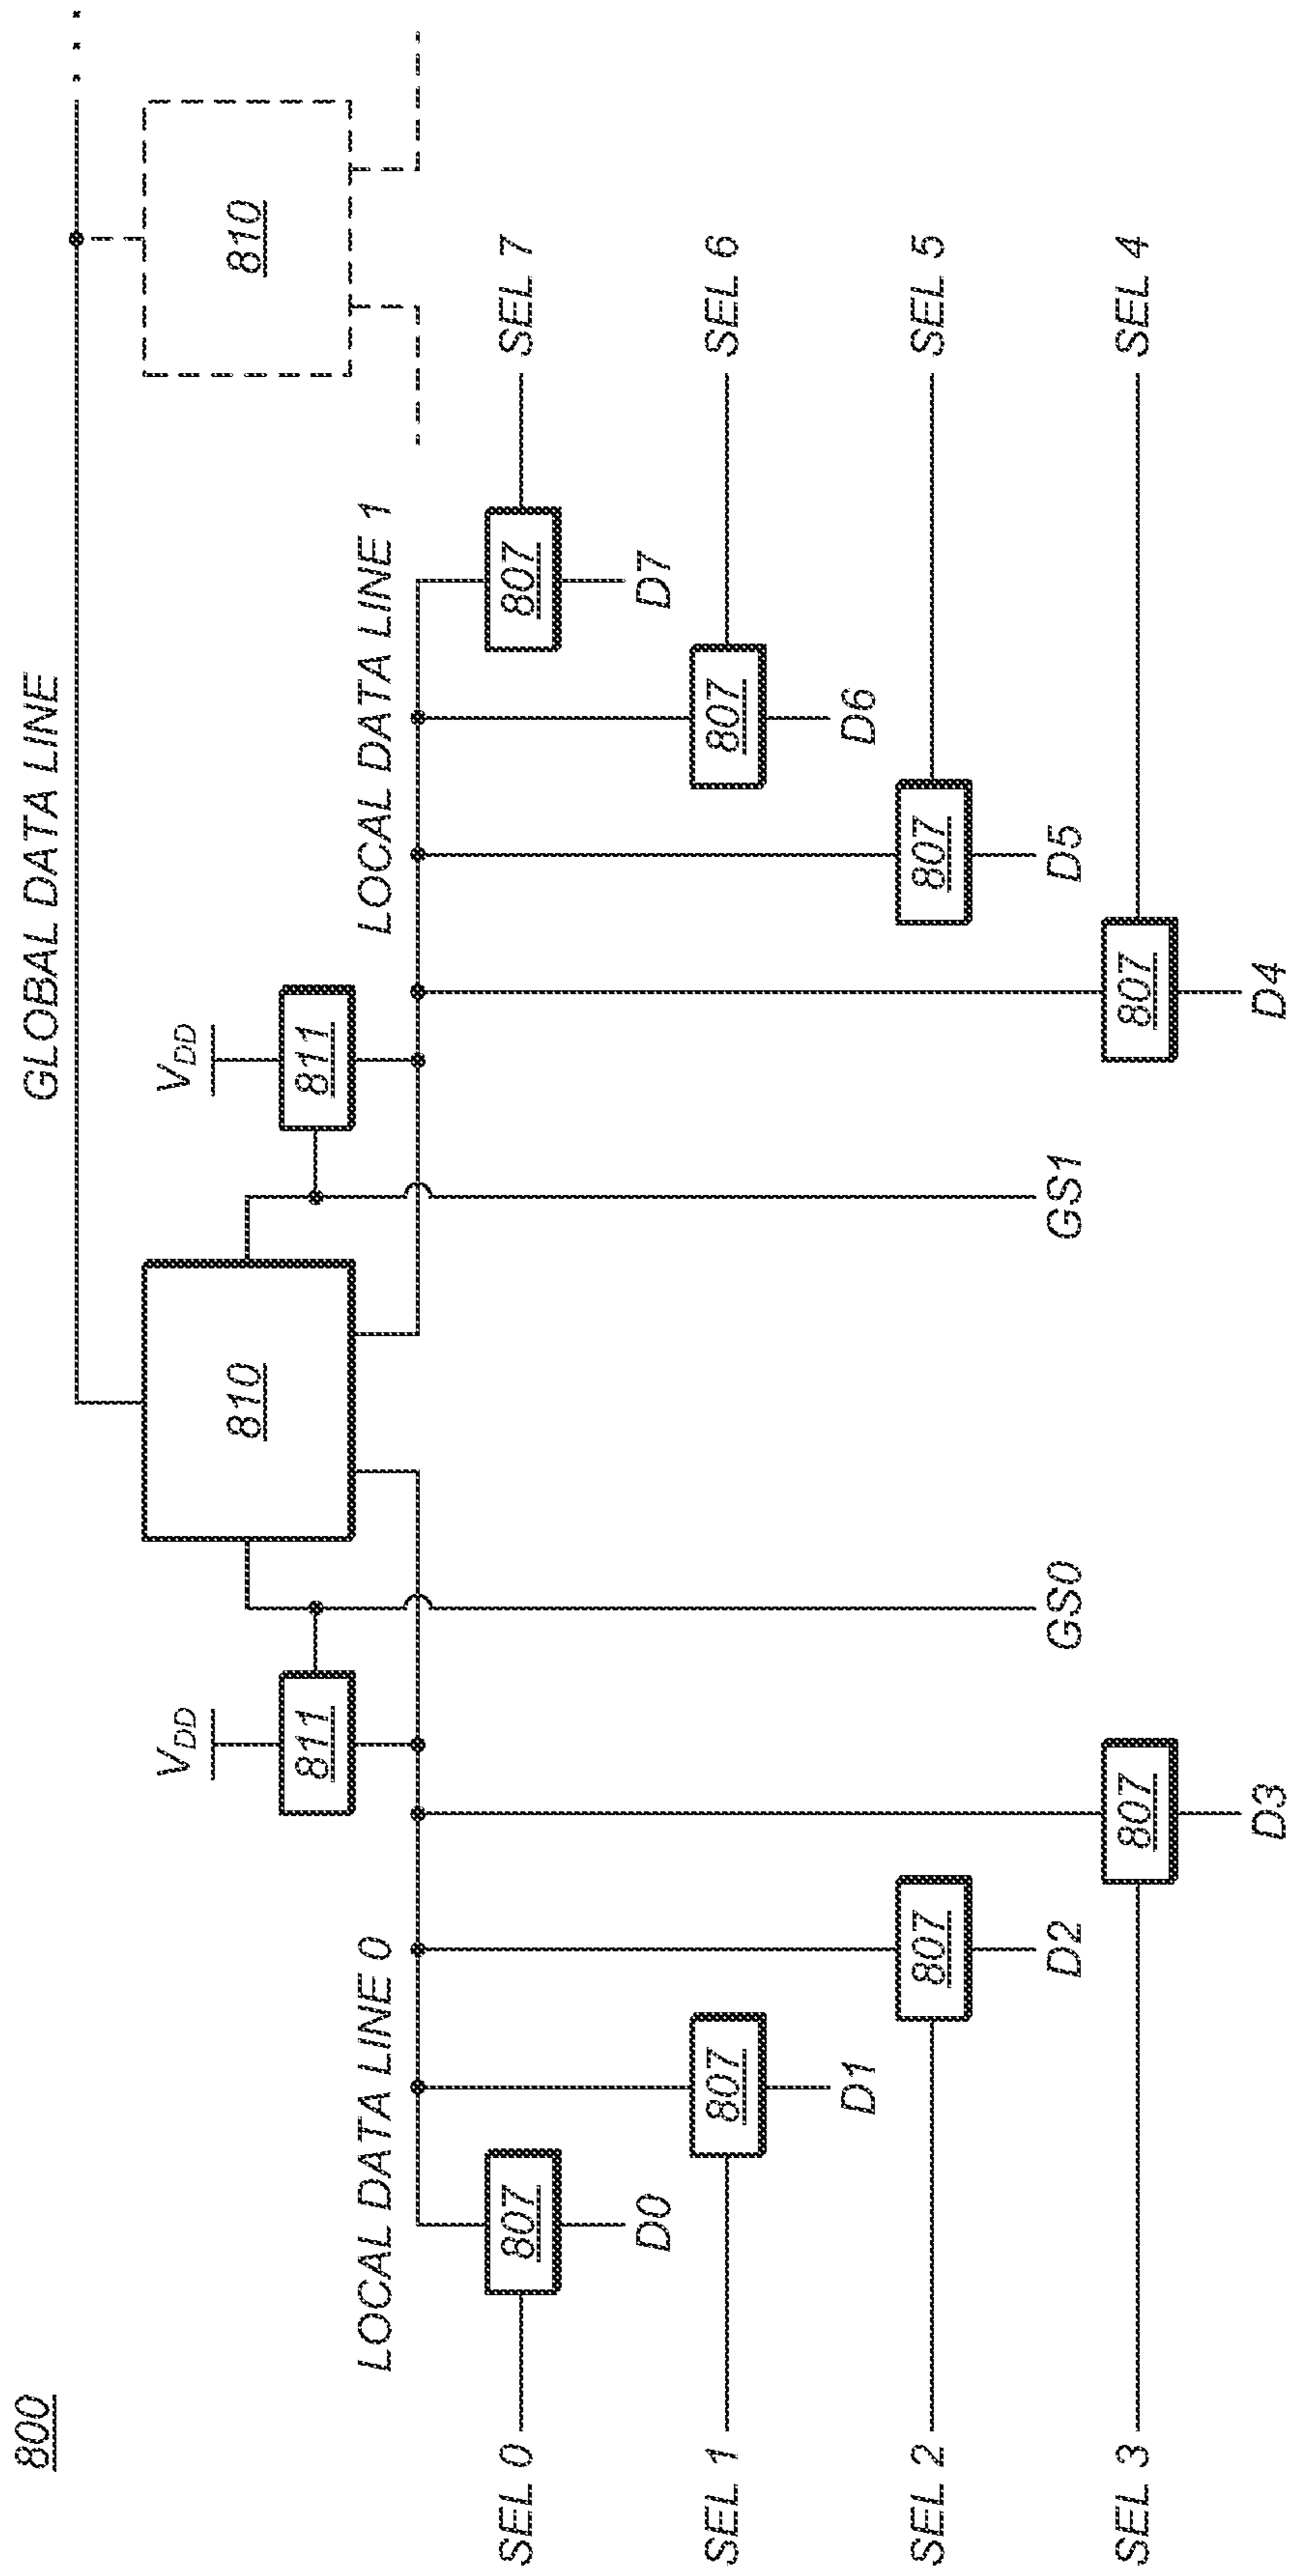 800
GLOBAL DATA LINE
810
810
V_DD
811
V_DD
811
LOCAL DATA LINE 0
LOCAL DATA LINE 1
SEL 0
807
D0
807
D7
SEL 7
SEL 1
807
D1
807
D6
SEL 6
SEL 2
807
D2
GS0
GS1
807
D5
SEL 5
SEL 3
807
D3
807
D4
SEL 4